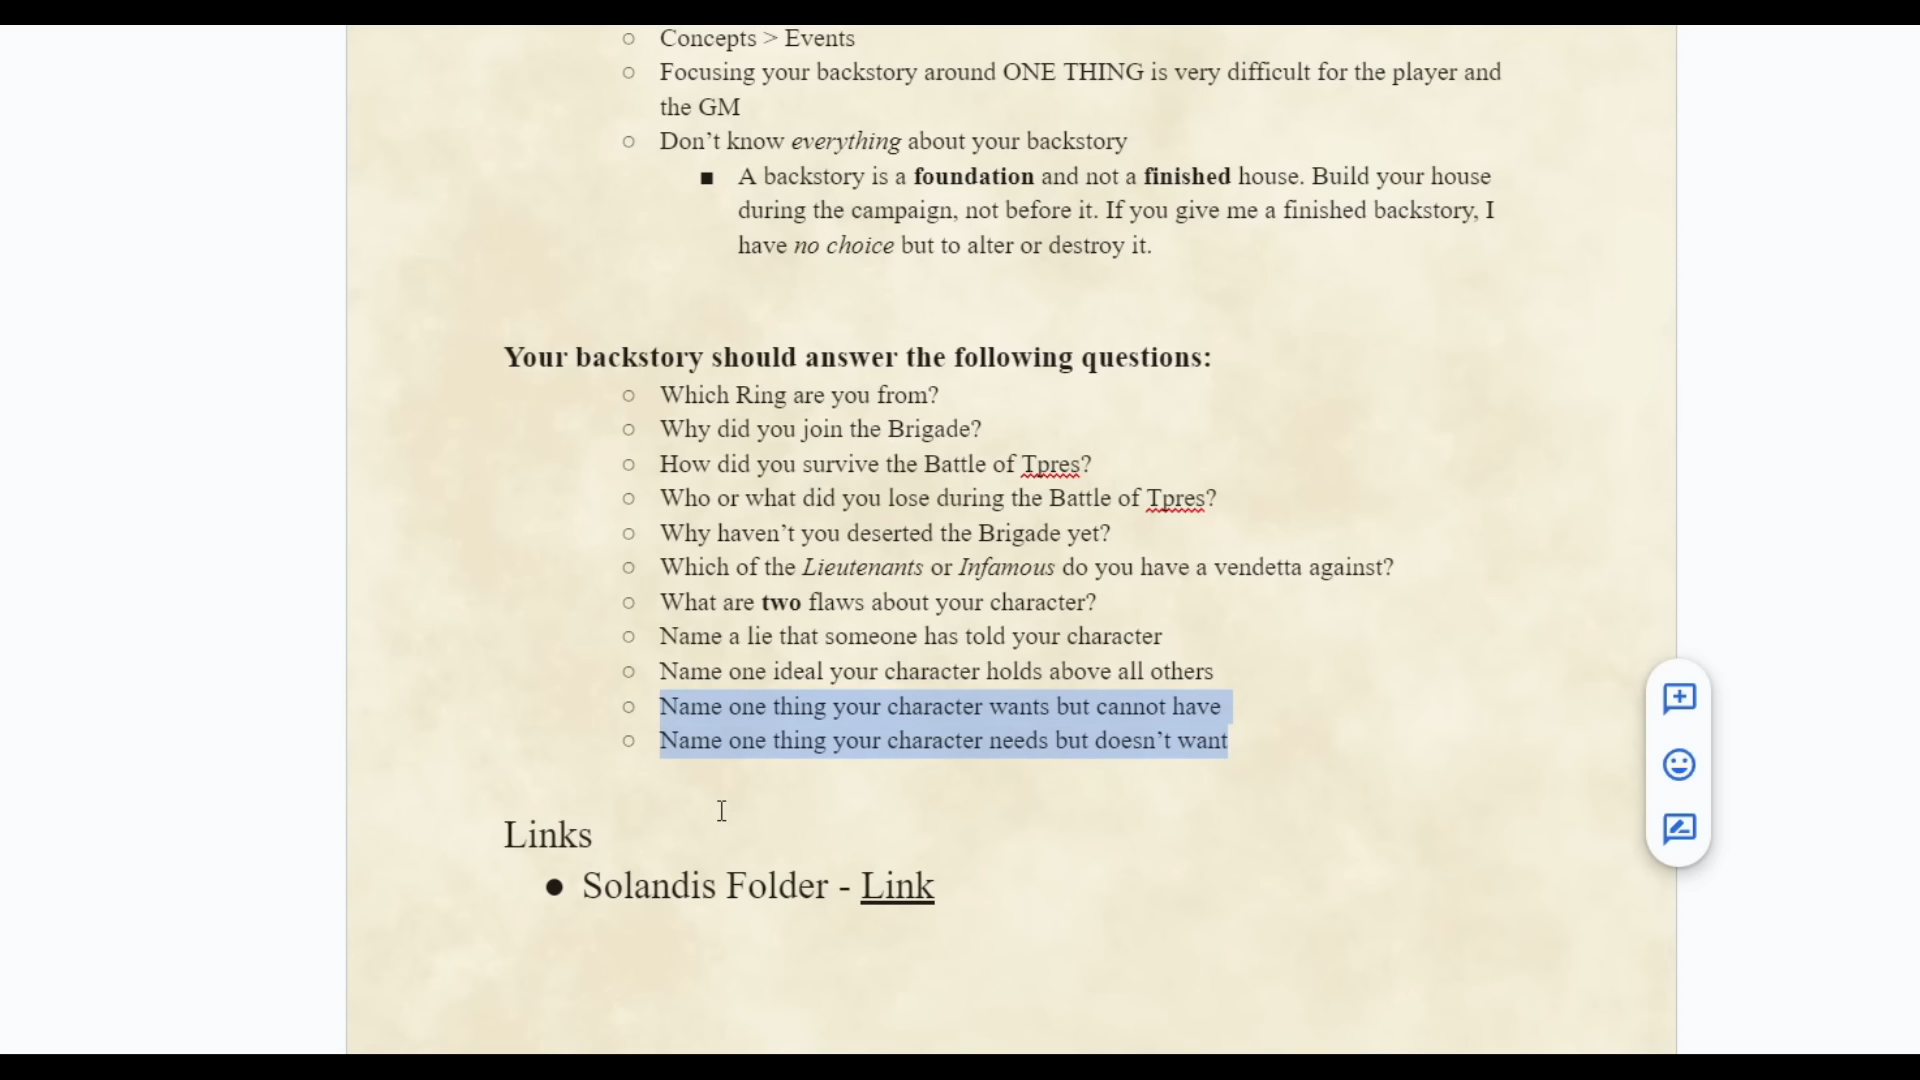 Concepts > Events
Focusing your backstory around ONE THING is very difficult for the player and
the GM
Don’t know everything about your backstory
A backstory is a foundation and not a finished house. Build your house
during the campaign, not before it. If you give me a finished backstory, I
have no choice but to alter or destroy it.
Your backstory should answer the following questions:
Which Ring are you from?
Why did you join the Brigade?
How did you survive the Battle of Tpres?
Who or what did you lose during the Battle of Tpres?
Why haven’t you deserted the Brigade yet?
Which of the Lieutenants or Infamous do you have a vendetta against?
What are two flaws about your character?
Name a lie that someone has told your character
Name one ideal your character holds above all others
Name one thing your character wants but cannot have
Name one thing your character needs but doesn’t want
Links
Solandis Folder - Link